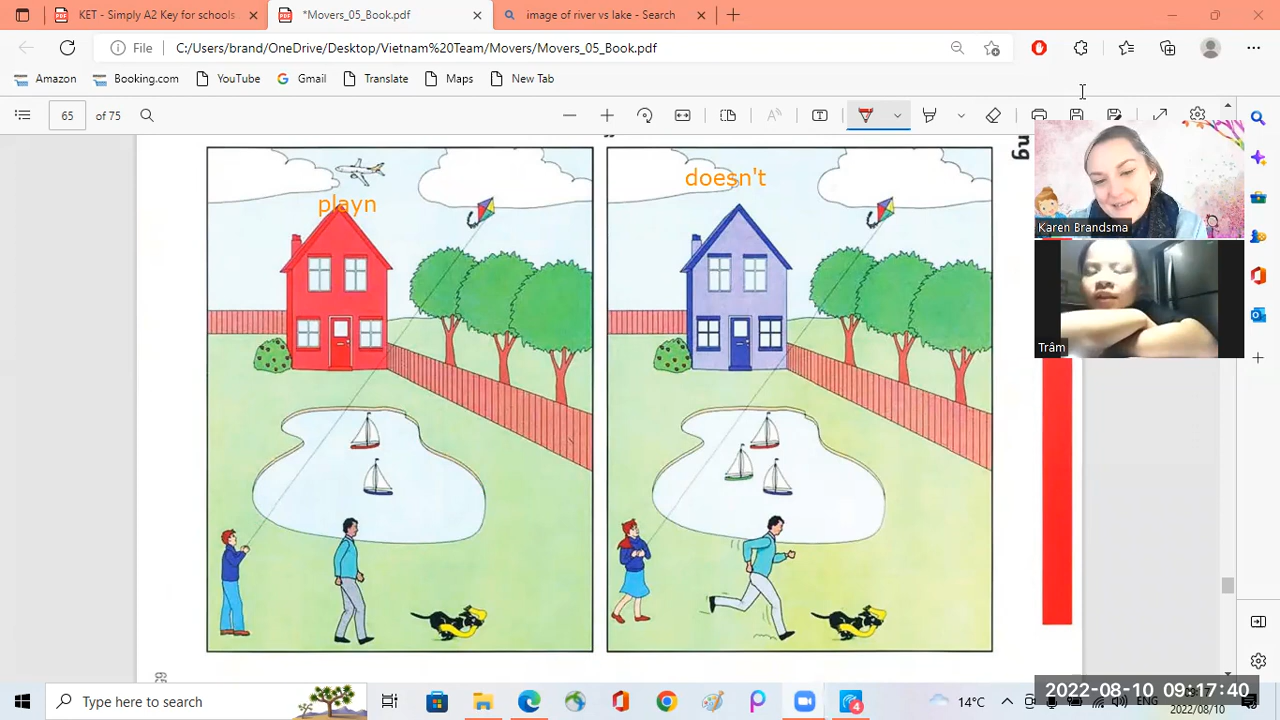 KET - Simply A2 Key for schools
*Movers_05_Book.pdf
image of river vs lake - Search
File
C:/Users/brand/OneDrive/Desktop/Vietnam%20Team/Movers/Movers_05_Book.pdf
Amazon
Booking.com
YouTube
Gmail
Translate
Maps
New Tab
65
of 75
playn
doesn't
ng
Karen Brandsma
Trâm
Type here to search
4
14°C
ENG
2022-08-10 09:17:40
2022/08/10